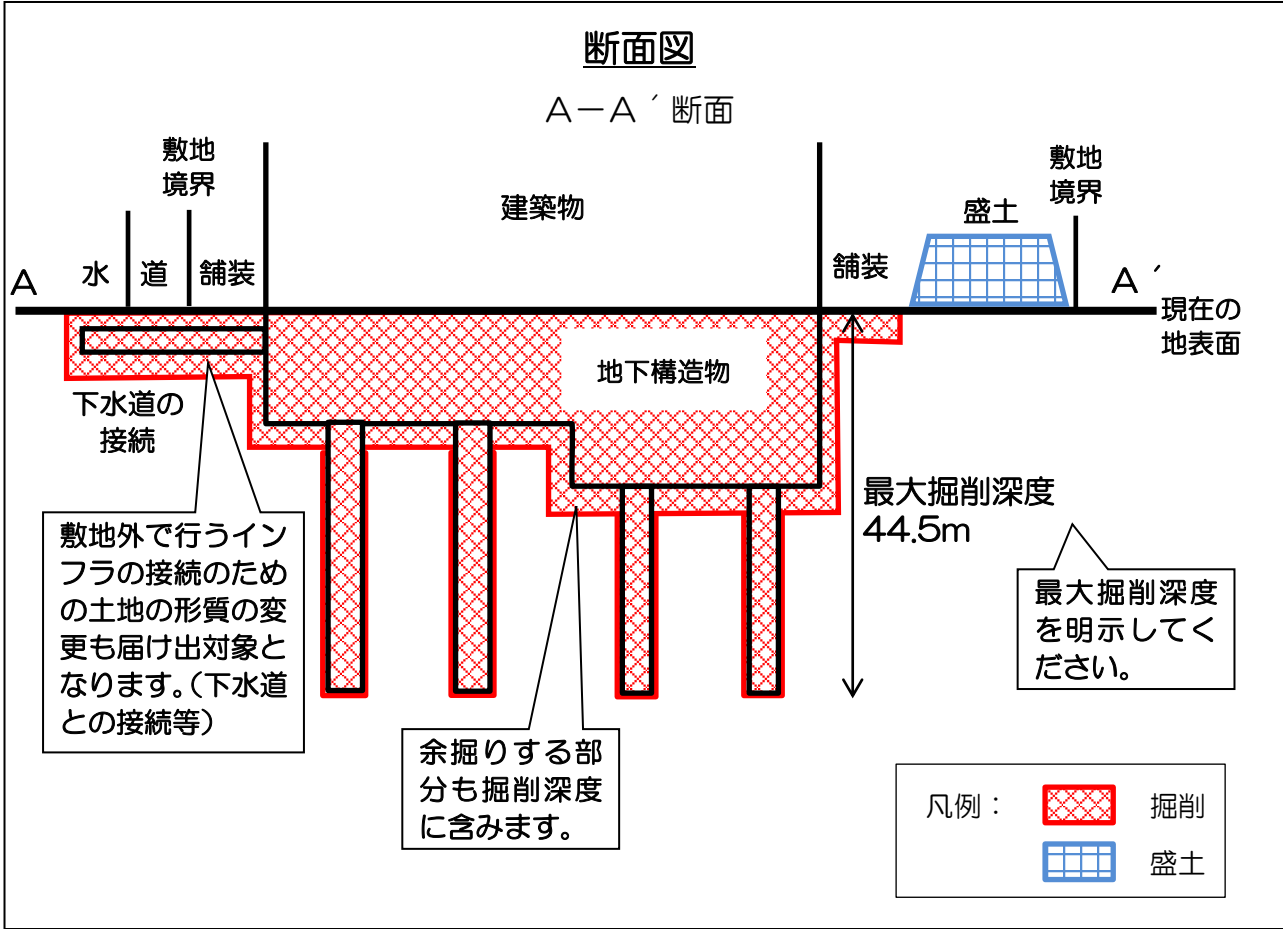 断面図
A－A´断面
敷地
境界
建築物
敷地
境界
盛土
水
道
舗装
舗装
A
A´
現在の
地表面
地下構造物
下水道の
接続
最大掘削深度
44.5m
敷地外で行うイン
フラの接続のため
の土地の形質の変
更も届け出対象と
なります。（下水道
との接続等）
最大掘削深度
を明示してく
ださい。
余掘りする部
分も掘削深度
に含みます。
凡例：
掘削
盛土